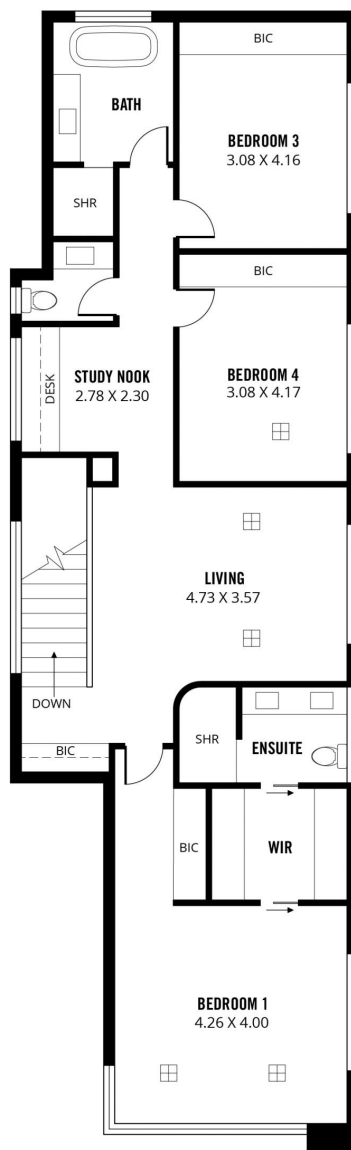 BIC
BATH
BEDROOM 3
3.08 X 4.16
SHR
BIC
STUDY NOOK
2.78 X 2.30
DESK
BEDROOM 4
3.08 X 4.17
LIVING
4.73 X 3.57
DOWN
BIC
SHR
ENSUITE
BIC
WIR
BEDROOM 1
4.26 X 4.00